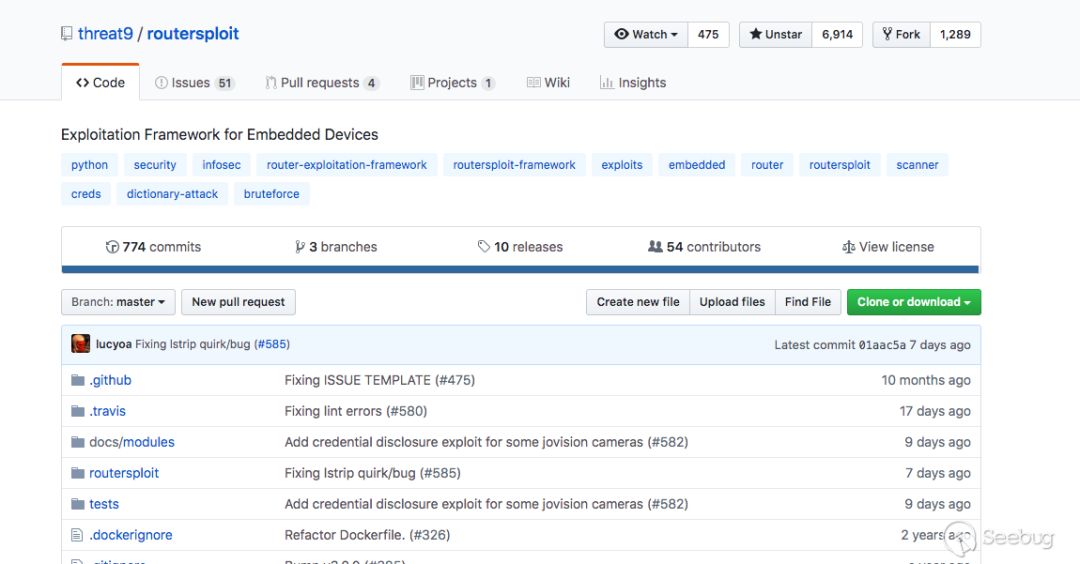 threat9 / routersploit
Watch 475 Unstar 6,914 Fork 1,289
Code Issues 51 Pull requests 4 Projects 1 Wiki Insights
Exploitation Framework for Embedded Devices
python security infosec router-exploitation-framework routersploit-framework exploits embedded router routersploit scanner
creds dictionary-attack bruteforce
774 commits 3 branches 10 releases 54 contributors View license
Branch: master New pull request Create new file Upload files Find File Clone or download
lucyoa Fixing lstrip quirk/bug (#585) Latest commit 01aac5a 7 days ago
.github Fixing ISSUE TEMPLATE (#475) 10 months ago
.travis Fixing lint errors (#580) 17 days ago
docs/modules Add credential disclosure exploit for some jovision cameras (#582) 9 days ago
routersploit Fixing lstrip quirk/bug (#585) 7 days ago
tests Add credential disclosure exploit for some jovision cameras (#582) 9 days ago
.dockerignore Refactor Dockerfile. (#326) 2 years ago
Seebug